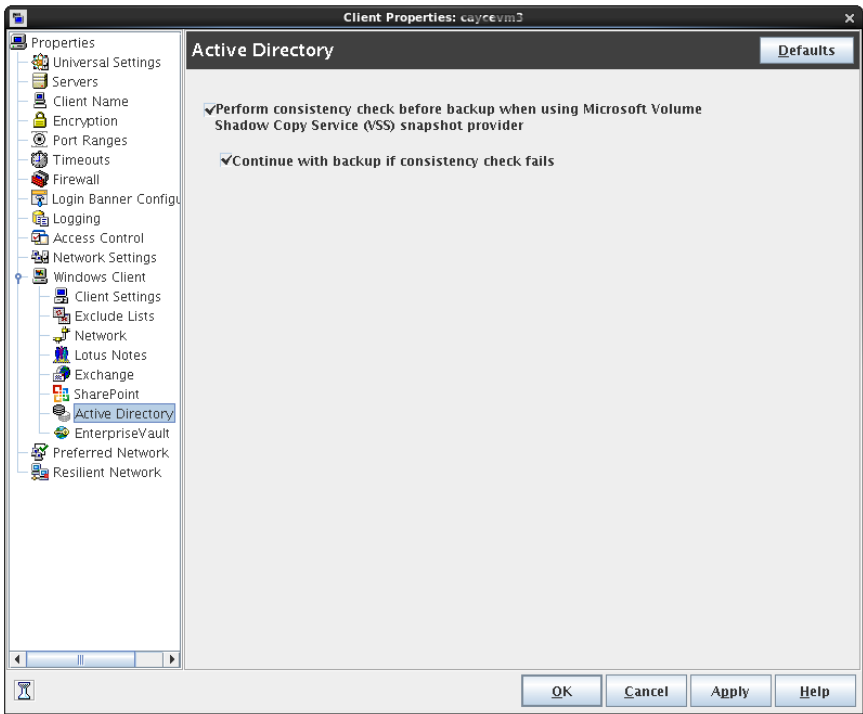 Client Properties: caycevm3
Properties
Universal Settings
Servers
Client Name
Encryption
Port Ranges
Timeouts
Firewall
Login Banner Configu
Logging
Access Control
Network Settings
Windows Client
Client Settings
Exclude Lists
Network
Lotus Notes
Exchange
SharePoint
Active Directory
EnterpriseVault
Preferred Network
Resilient Network
Active Directory
Defaults
Perform consistency check before backup when using Microsoft Volume
Shadow Copy Service (VSS) snapshot provider
Continue with backup if consistency check fails
OK
Cancel
Apply
Help